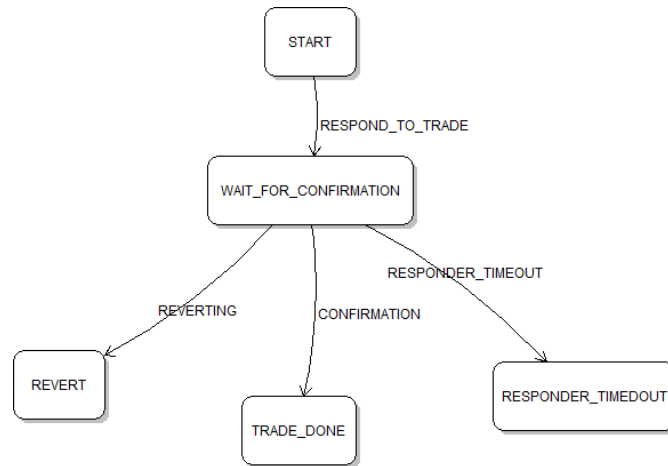 START
RESPOND_TO_TRADE
WAIT_FOR_CONFIRMATION
RESPONDER_TIMEOUT
REVERTING
CONFIRMATION
REVERT
RESPONDER_TIMEDOUT
TRADE_DONE